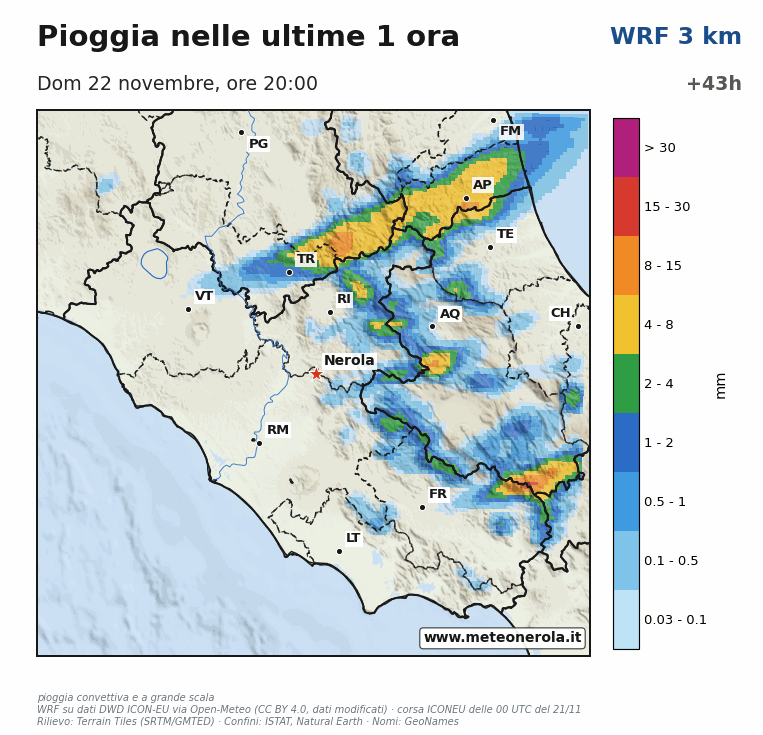 Pioggia nelle ultime 1 ora
WRF 3 km
Dom 22 novembre, ore 20:00
+43h
FM
PG
AP
TE
TR
VT
RI
AQ
CH
Nerola
RM
FR
LT
www.meteonerola.it
> 30
15 - 30
8 - 15
4 - 8
2 - 4
1 - 2
0.5 - 1
0.1 - 0.5
0.03 - 0.1
mm
pioggia convettiva e a grande scala
WRF su dati DWD ICON-EU via Open-Meteo (CC BY 4.0, dati modificati) · corsa ICONEU delle 00 UTC del 21/11
Rilievo: Terrain Tiles (SRTM/GMTED) · Confini: ISTAT, Natural Earth · Nomi: GeoNames